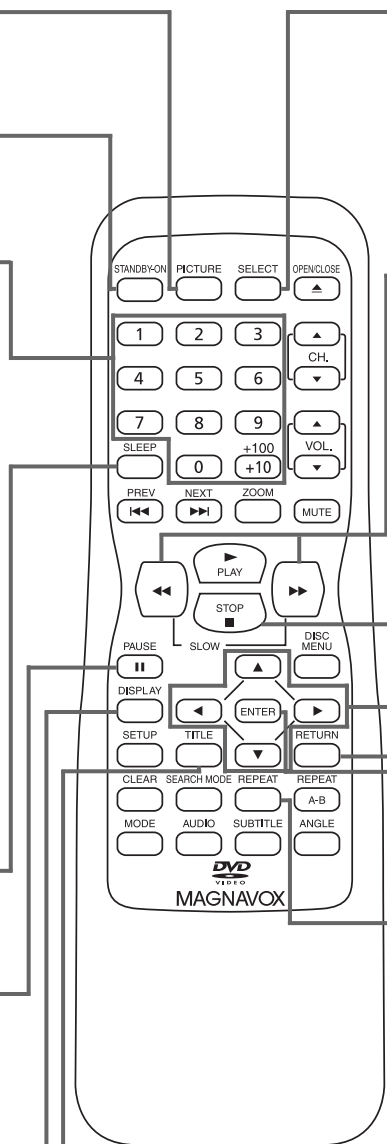 STANDBY-ON PICTURE SELECT OPEN/CLOSE
1 2 3
CH.
4 5 6
7 8 9
SLEEP +100 VOL.
0 +10
PREV NEXT ZOOM
MUTE
PLAY
STOP
PAUSE SLOW DISC
MENU
DISPLAY
ENTER
SETUP TITLE RETURN
CLEAR SEARCH MODE REPEAT REPEAT
A-B
MODE AUDIO SUBTITLE ANGLE
DVD
VIDEO
MAGNAVOX